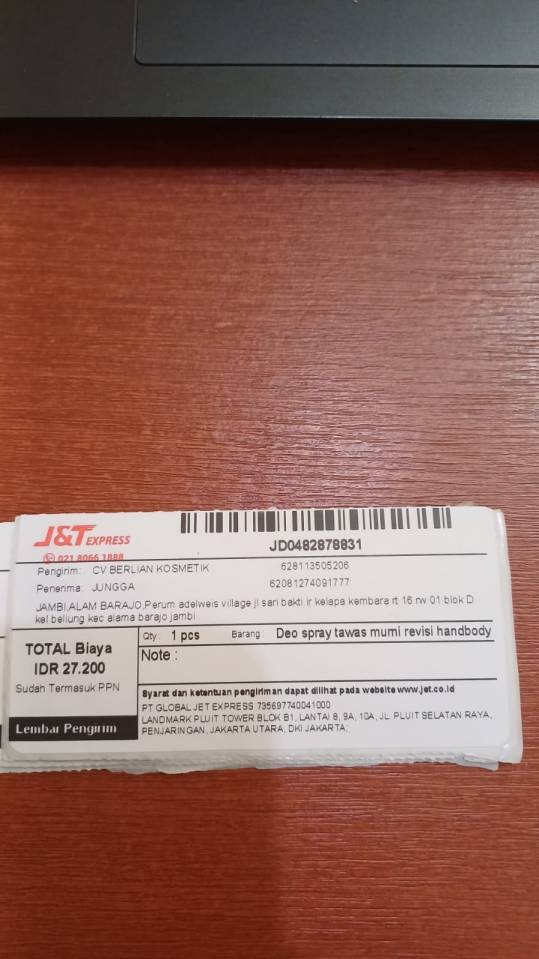 J&T EXPRESS
021 8066 1888
JD0482878831
Pengirim: CV BERLIAN KOSMETIK 628113505206
Penerima: JUNGGA 62081274091777
JAMBI,ALAM BARAJO,Perum adelweis village jl sari bakti lr kelapa kembara rt 16 rw 01 blok D
kel beliung kec alama barajo jambi
TOTAL Biaya
IDR 27.200
Sudah Termasuk PPN
Lembar Pengirim
Qty: 1 pcs Barang: Deo spray tawas murni revisi handbody
Note :
Syarat dan ketentuan pengiriman dapat dilihat pada website www.jet.co.id
PT GLOBAL JET EXPRESS 735697740041000
LANDMARK PLUIT TOWER BLOK B1, LANTAI 8, 9A, 10A, JL. PLUIT SELATAN RAYA,
PENJARINGAN, JAKARTA UTARA, DKI JAKARTA,